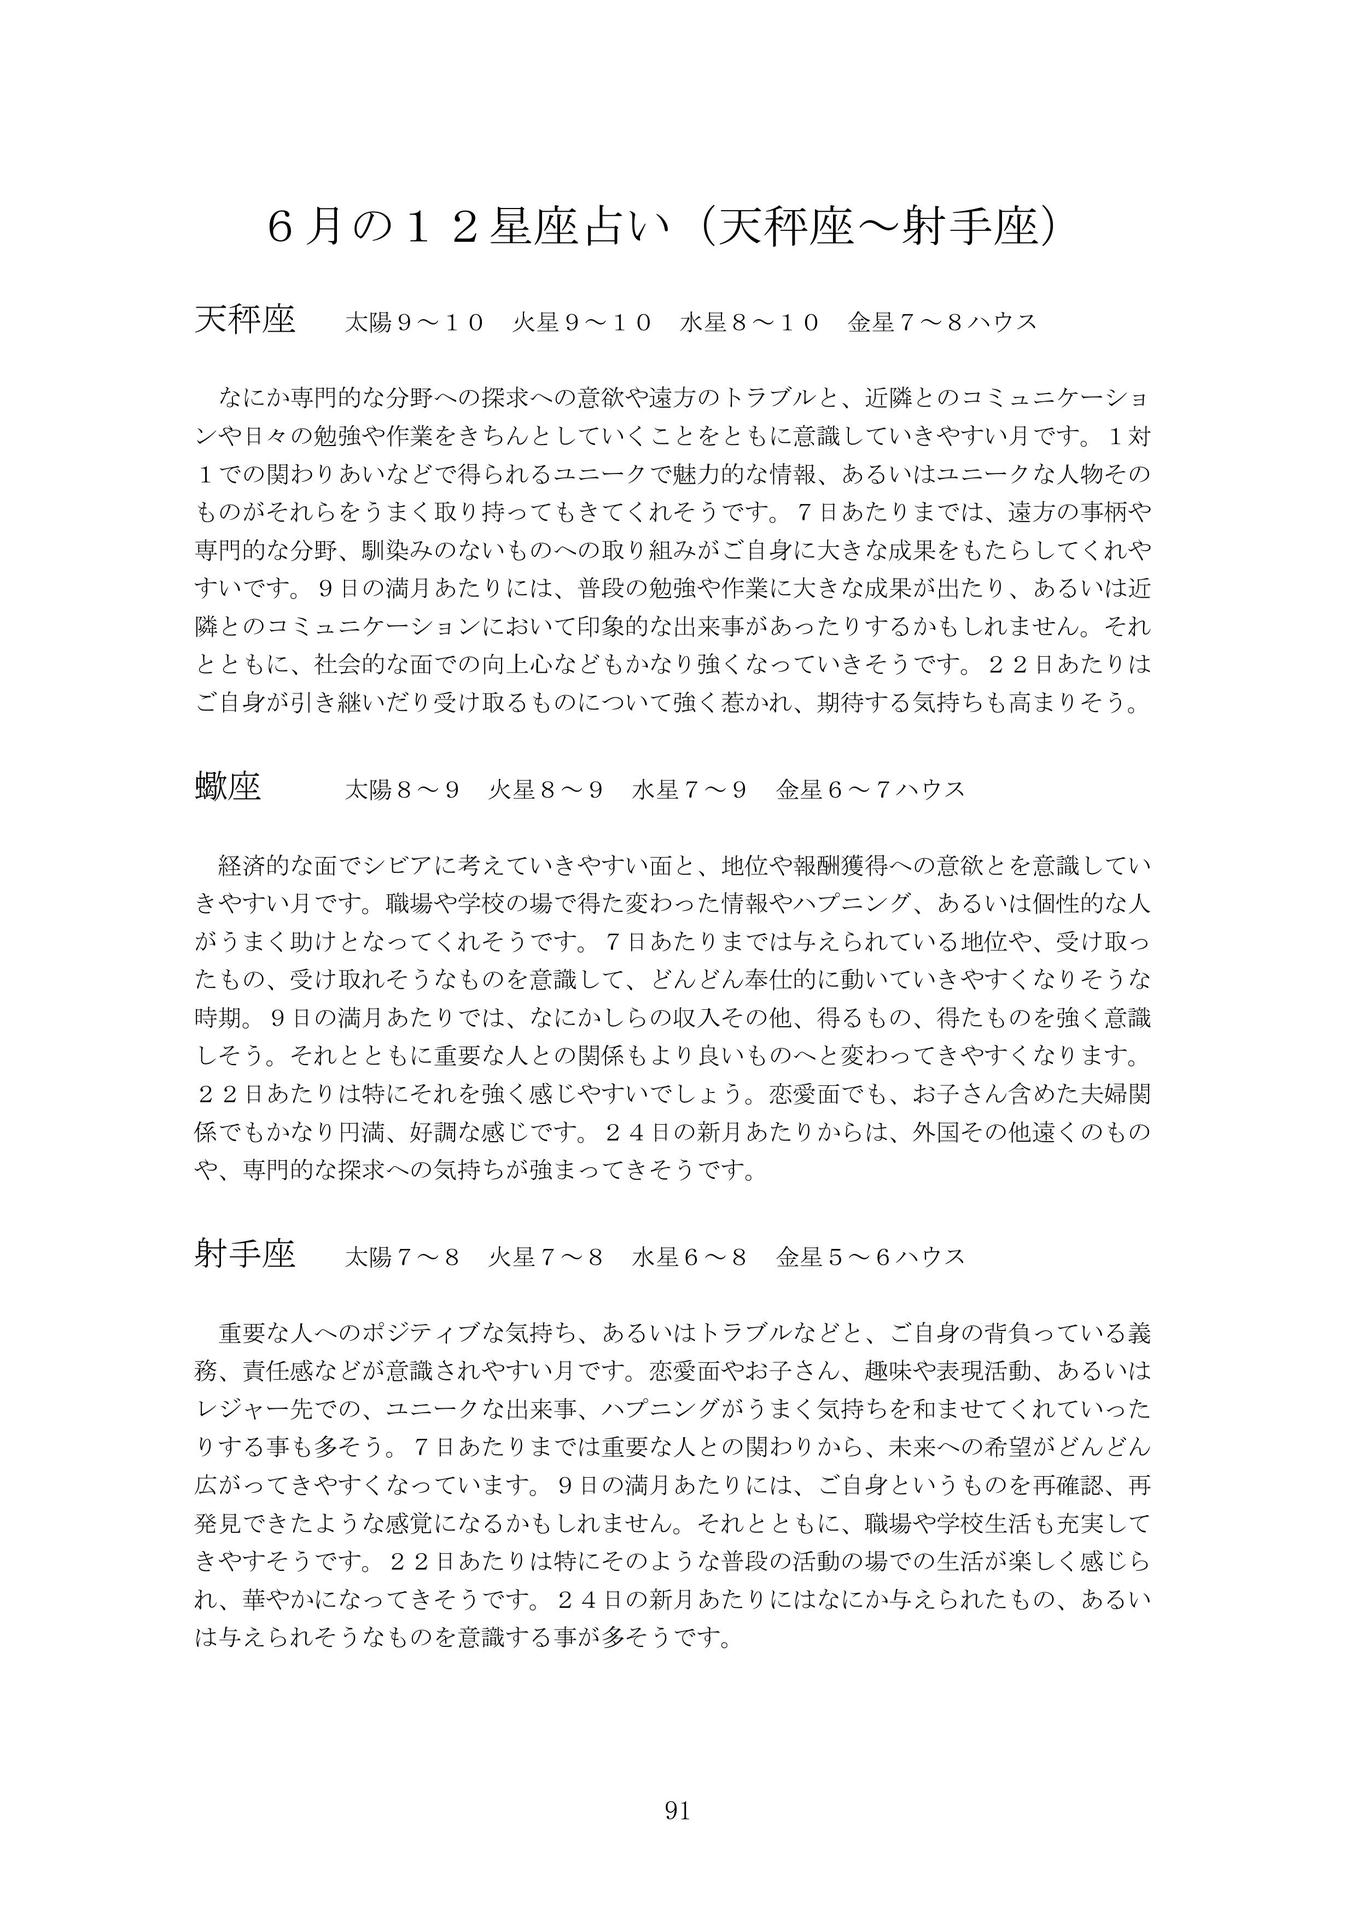 ６月の１２星座占い（天秤座～射手座）
天秤座　太陽９～１０　火星９～１０　水星８～１０　金星７～８ハウス
　なにか専門的な分野への探求への意欲や遠方のトラブルと、近隣とのコミュニケーショ
ンや日々の勉強や作業をきちんとしていくことをともに意識していきやすい月です。１対
１での関わりあいなどで得られるユニークで魅力的な情報、あるいはユニークな人物その
ものがそれらをうまく取り持ってもきてくれそうです。７日あたりまでは、遠方の事柄や
専門的な分野、馴染みのないものへの取り組みがご自身に大きな成果をもたらしてくれや
すいです。９日の満月あたりには、普段の勉強や作業に大きな成果が出たり、あるいは近
隣とのコミュニケーションにおいて印象的な出来事があったりするかもしれません。それ
とともに、社会的な面での向上心などもかなり強くなっていきそうです。２２日あたりは
ご自身が引き継いだり受け取るものについて強く惹かれ、期待する気持ちも高まりそう。
蠍座　太陽８～９　火星８～９　水星７～９　金星６～７ハウス
　経済的な面でシビアに考えていきやすい面と、地位や報酬獲得への意欲とを意識してい
きやすい月です。職場や学校の場で得た変わった情報やハプニング、あるいは個性的な人
がうまく助けとなってくれそうです。７日あたりまでは与えられている地位や、受け取っ
たもの、受け取れそうなものを意識して、どんどん奉仕的に動いていきやすくなりそうな
時期。９日の満月あたりでは、なにかしらの収入その他、得るもの、得たものを強く意識
しそう。それとともに重要な人との関係もより良いものへと変わってきやすくなります。
２２日あたりは特にそれを強く感じやすいでしょう。恋愛面でも、お子さん含めた夫婦関
係でもかなり円満、好調な感じです。２４日の新月あたりからは、外国その他遠くのもの
や、専門的な探求への気持ちが強まってきそうです。
射手座　太陽７～８　火星７～８　水星６～８　金星５～６ハウス
　重要な人へのポジティブな気持ち、あるいはトラブルなどと、ご自身の背負っている義
務、責任感などが意識されやすい月です。恋愛面やお子さん、趣味や表現活動、あるいは
レジャー先での、ユニークな出来事、ハプニングがうまく気持ちを和ませてくれていった
りする事も多そう。７日あたりまでは重要な人との関わりから、未来への希望がどんどん
広がってきやすくなっています。９日の満月あたりには、ご自身というものを再確認、再
発見できたような感覚になるかもしれません。それとともに、職場や学校生活も充実して
きやすそうです。２２日あたりは特にそのような普段の活動の場での生活が楽しく感じら
れ、華やかになってきそうです。２４日の新月あたりにはなにか与えられたもの、あるい
は与えられそうなものを意識する事が多そうです。
91